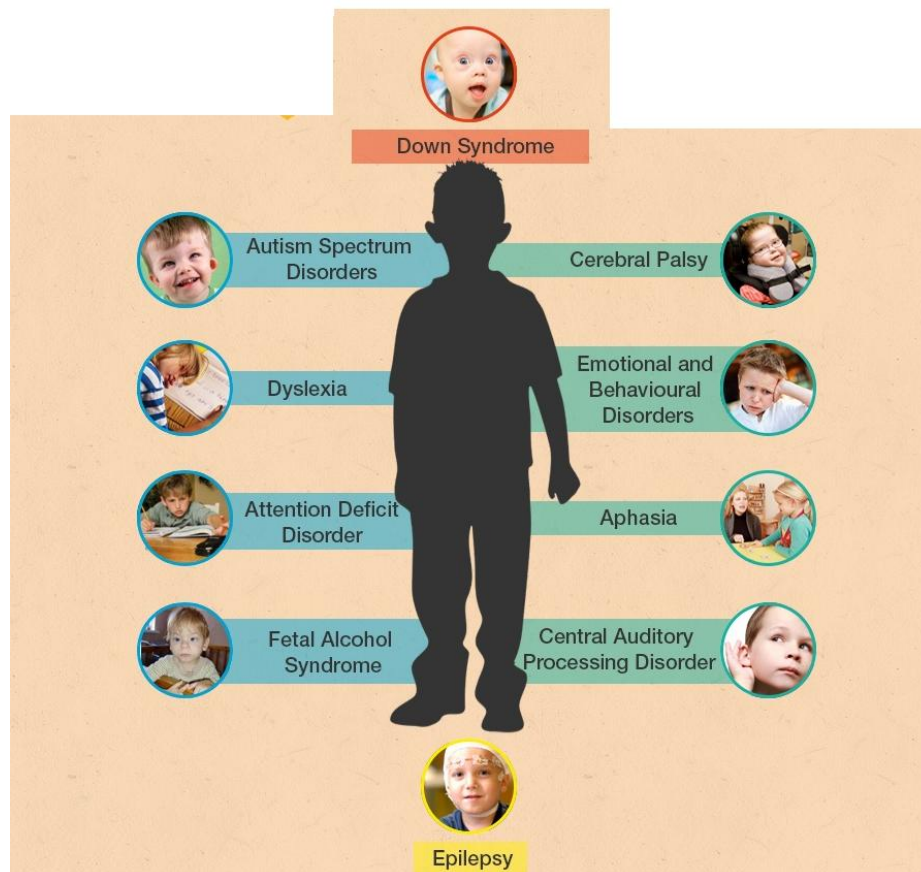 Down Syndrome
Autism Spectrum
Disorders
Cerebral Palsy
Dyslexia
Emotional and
Behavioural
Disorders
Attention Deficit
Disorder
Aphasia
Fetal Alcohol
Syndrome
Central Auditory
Processing Disorder
Epilepsy